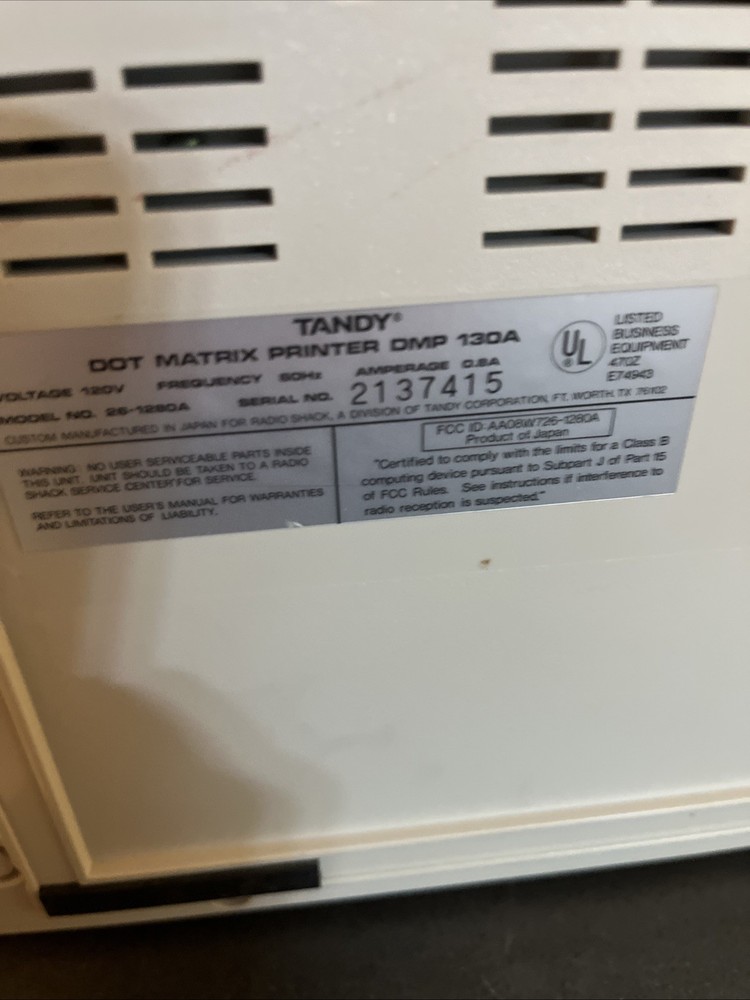 TANDY®
DOT MATRIX PRINTER DMP 130A
VOLTAGE 120V FREQUENCY 60Hz AMPERAGE 0.8A
MODEL NO. 26-1280A SERIAL NO. 2137415
CUSTOM MANUFACTURED IN JAPAN FOR RADIO SHACK, A DIVISION OF TANDY CORPORATION, FT. WORTH, TX 76102
UL ®
LISTED
BUSINESS
EQUIPMENT
470Z
E74943
WARNING: NO USER SERVICEABLE PARTS INSIDE
THIS UNIT. UNIT SHOULD BE TAKEN TO A RADIO
SHACK SERVICE CENTER FOR SERVICE.
REFER TO THE USER'S MANUAL FOR WARRANTIES
AND LIMITATIONS OF LIABILITY.
FCC ID: AAO8W726-1280A
Product of Japan
"Certified to comply with the limits for a Class B
computing device pursuant to Subpart J of Part 15
of FCC Rules. See instructions if interference to
radio reception is suspected."